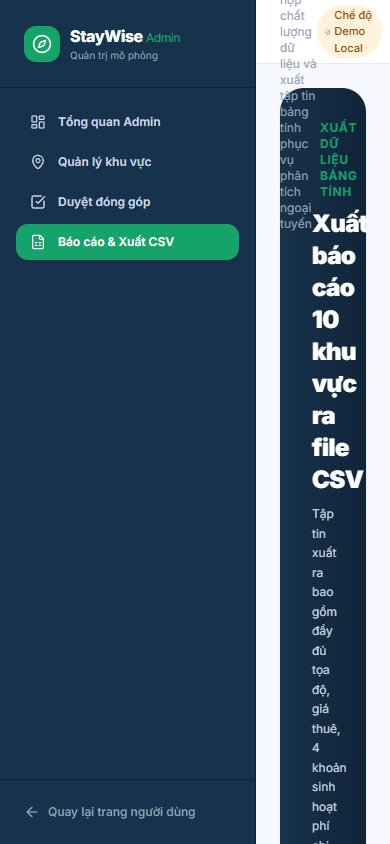 StayWise Admin
Quản trị mô phỏng
Tổng quan Admin
Quản lý khu vực
Duyệt đóng góp
Báo cáo & Xuất CSV
Quay lại trang người dùng
hợp
chất
lượng
dữ
liệu và
xuất
tập tin
bảng
tính
phục
vụ
phân
tích
ngoại
tuyến
Chế độ
Demo
Local
XUẤT
DỮ
LIỆU
BẢNG
TÍNH
Xuất
báo
cáo
10
khu
vực
ra
file
CSV
Tập
tin
xuất
ra
bao
gồm
đầy
đủ
tọa
độ,
giá
thuê,
4
khoản
sinh
hoạt
phí